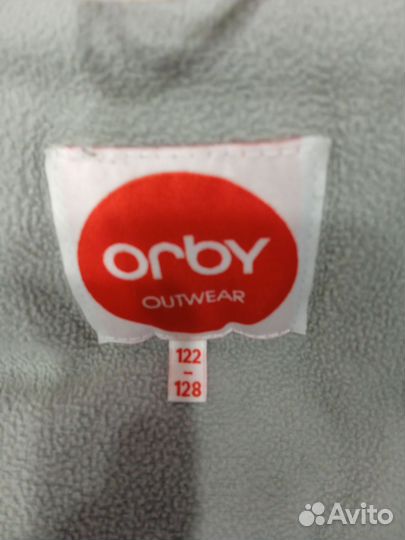 orby
OUTWEAR
122
-
128
Avito